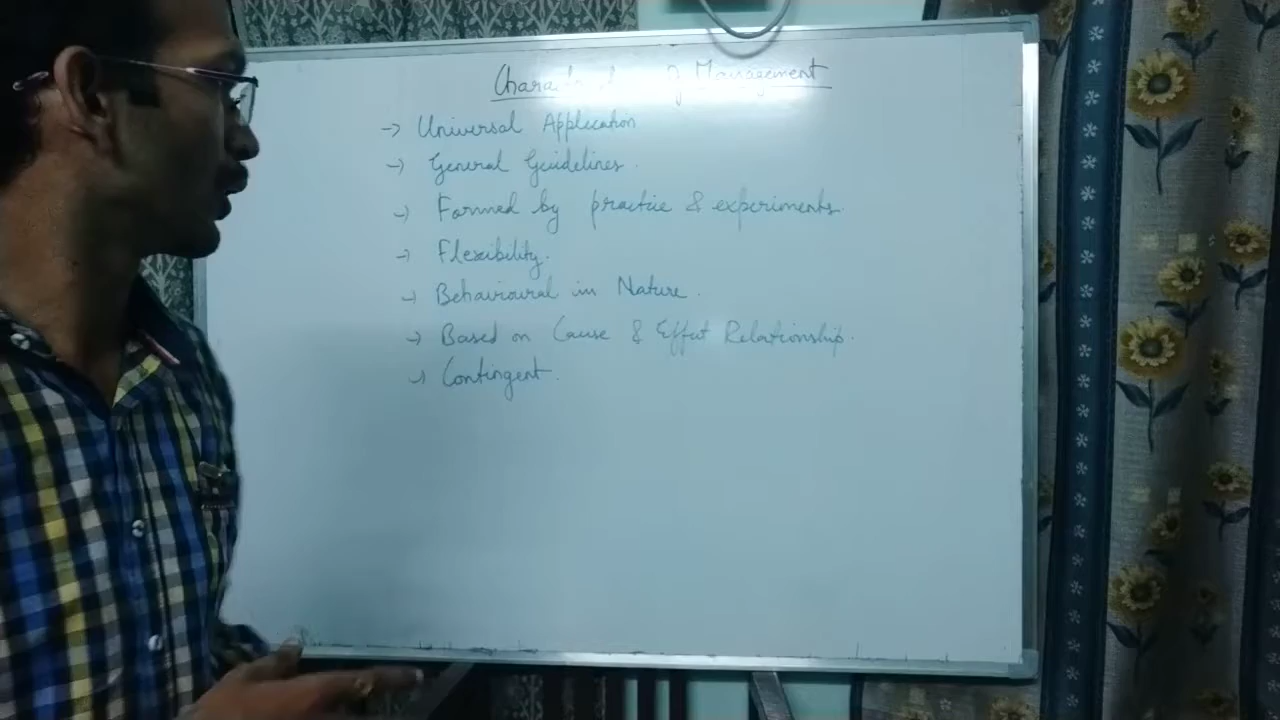 of Management
-> Universal Application
-> General Guidelines.
-> Formed by practice & experiments.
-> Flexibility.
-> Behavioural in Nature.
-> Based on Cause & Effect Relationship.
-> Contingent.